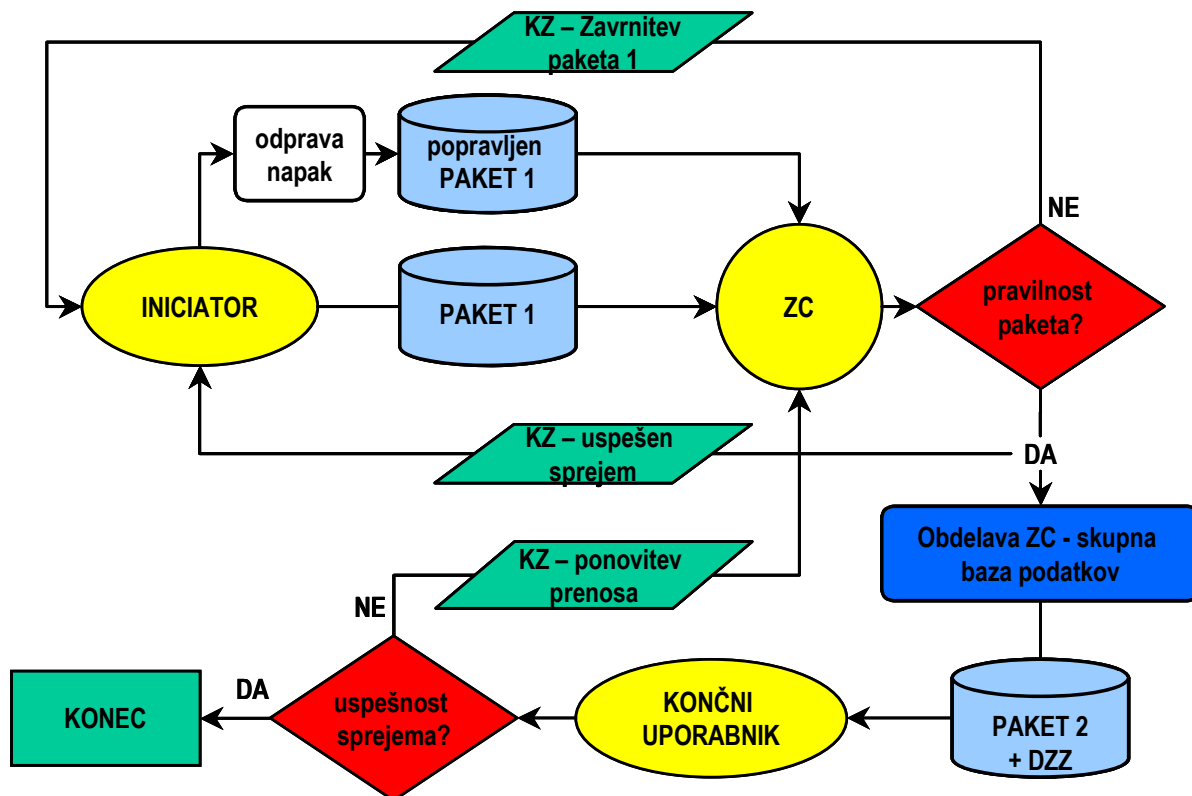 KZ – Zavrnitev
paketa 1
odprava
napak
popravljen
PAKET 1
NE
INICIATOR
PAKET 1
ZC
pravilnost
paketa?
KZ – uspešen
sprejem
DA
Obdelava ZC - skupna
baza podatkov
KZ – ponovitev
prenosa
NE
KONEC
DA
uspešnost
sprejema?
KONČNI
UPORABNIK
PAKET 2
+ DZZ